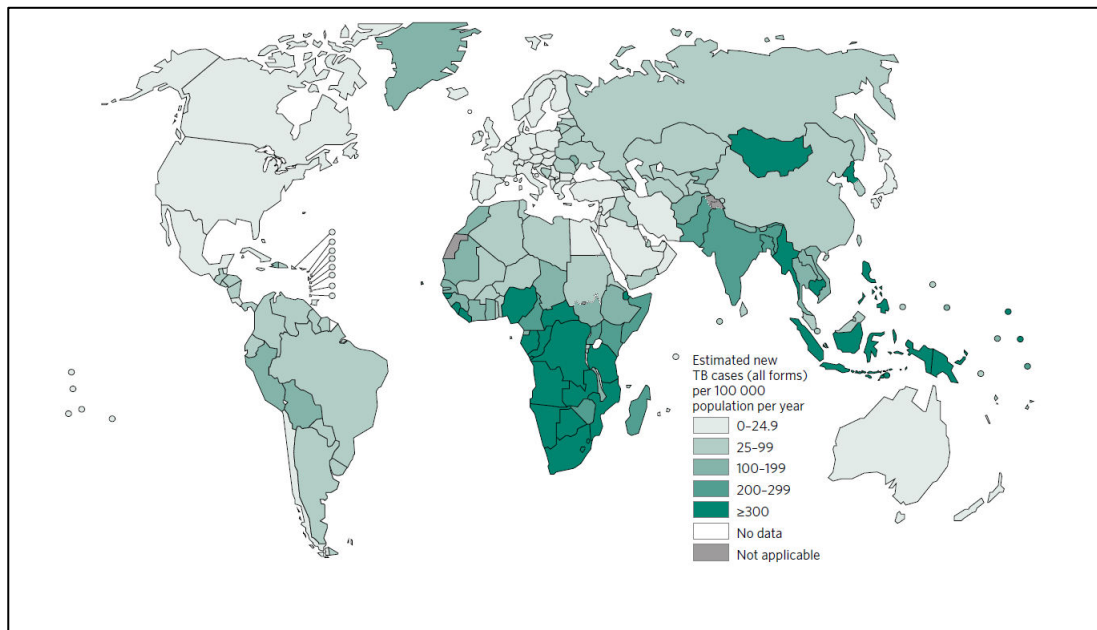 Estimated new
TB cases (all forms)
per 100 000
population per year
0–24.9
25–99
100–199
200–299
≥300
No data
Not applicable